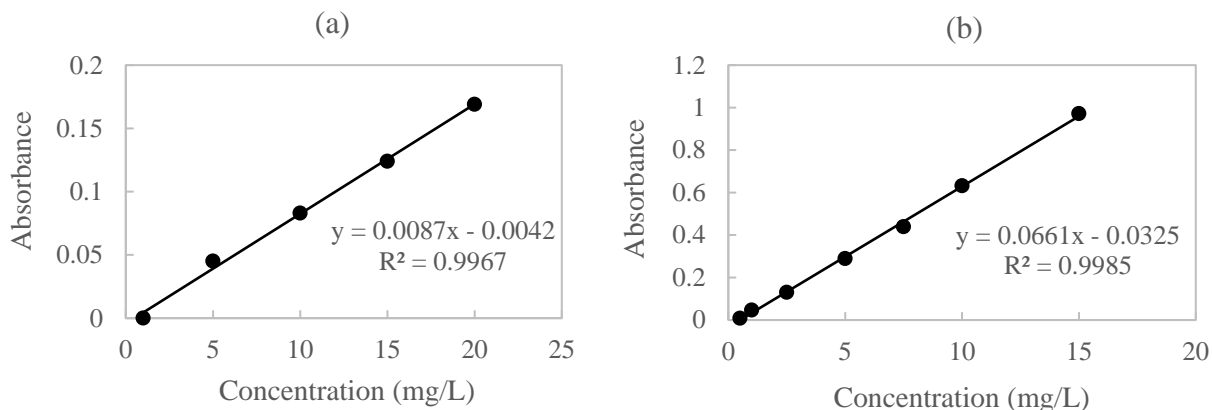 (a)
0.2
0.15
0.1
0.05
0
Absorbance
y = 0.0087x - 0.0042
R² = 0.9967
0 5 10 15 20 25
Concentration (mg/L)
(b)
1.2
1
0.8
0.6
0.4
0.2
0
Absorbance
y = 0.0661x - 0.0325
R² = 0.9985
0 5 10 15 20
Concentration (mg/L)